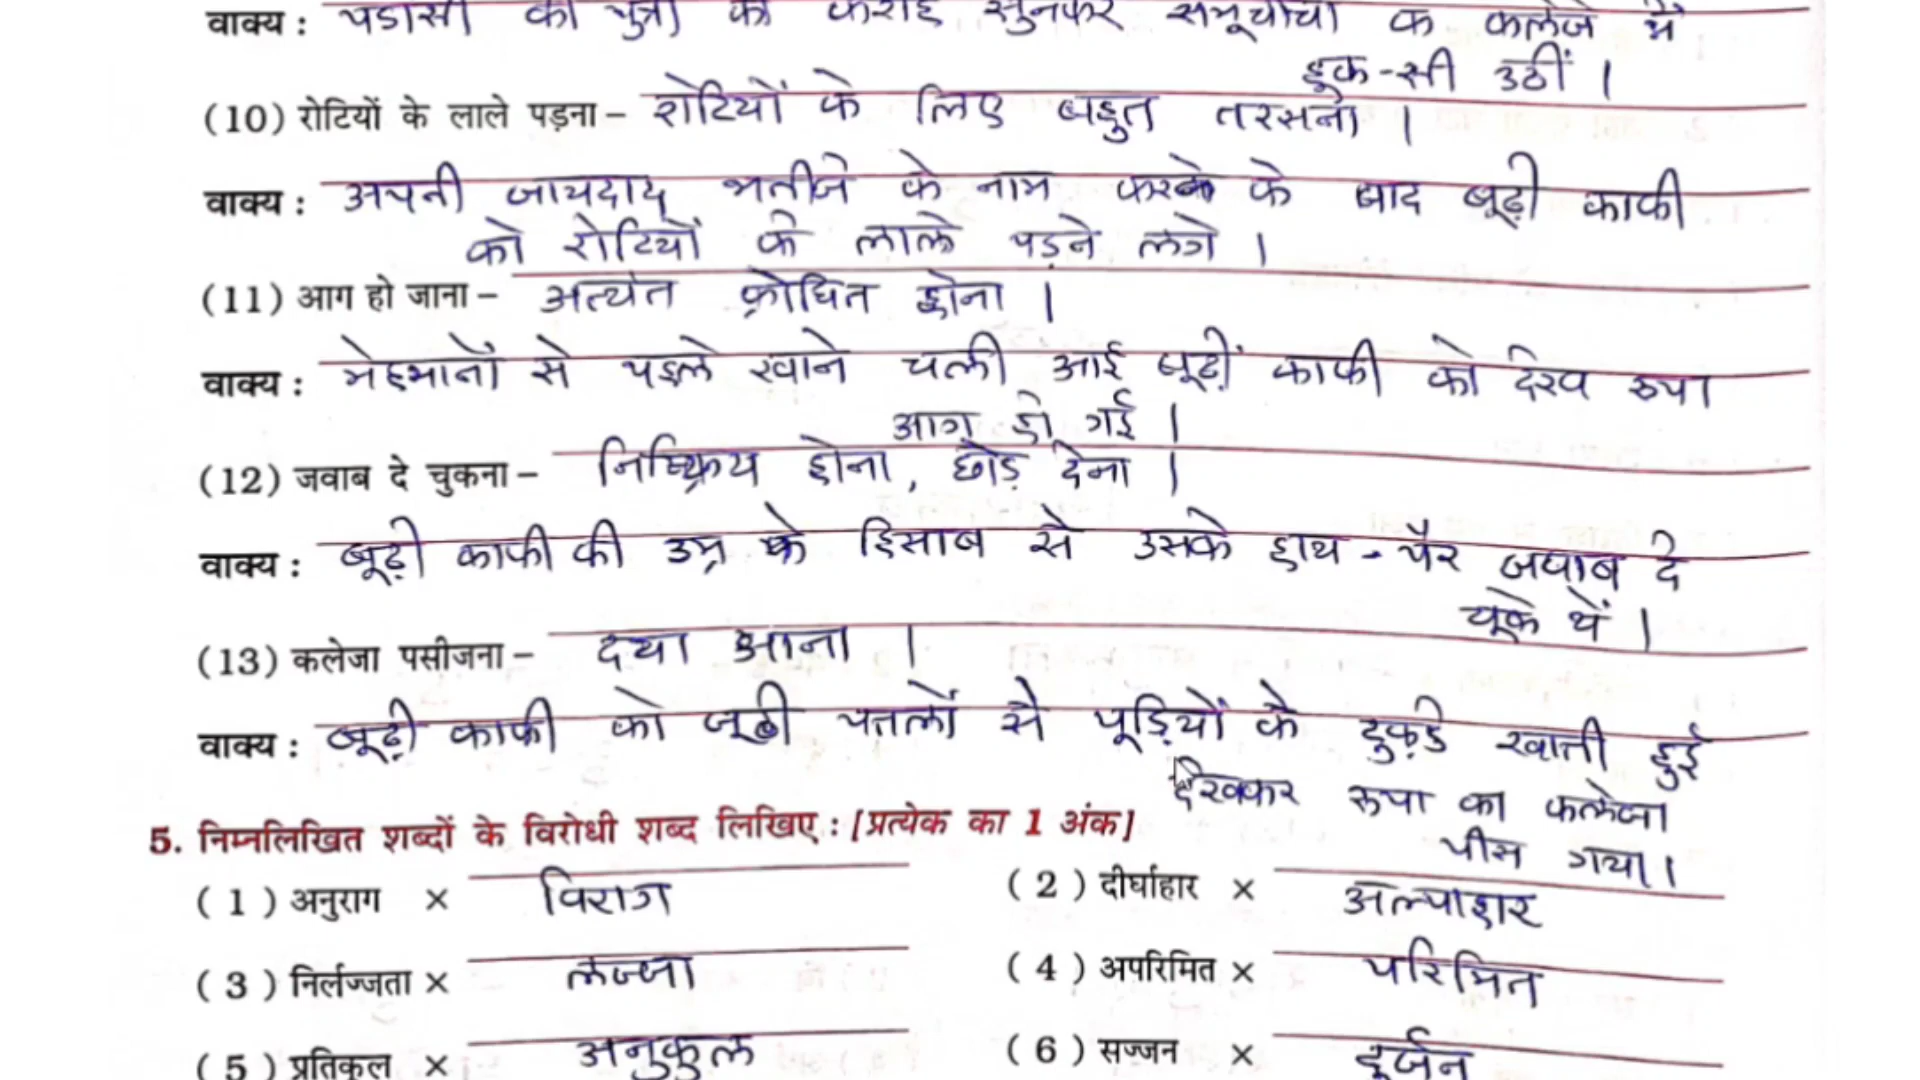 वाक्य : पडोसी की पुत्री की कराह सुनकर समूचीची के कलेजे में
हूक-सी उठीं ।
(10) रोटियों के लाले पड़ना – रोटियों के लिए बहुत तरसना ।
वाक्य : अपनी जायदाद भतीजे के नाम करके के बाद बूढ़ी काकी
को रोटियों के लाले पड़ने लगे ।
(11) आग हो जाना – अत्यंत क्रोधित होना ।
वाक्य : मेहमानों से पहले खाने चली आई बूढ़ीं काकी को देख रूपा
आग हो गई ।
(12) जवाब दे चुकना – निष्क्रिय होना, छोड़ देना ।
वाक्य : बूढ़ी काकी की उम्र के हिसाब से उसके हाथ-पैर जवाब दे
चूके थें ।
(13) कलेजा पसीजना – दया आना ।
वाक्य : बूढ़ी काकी को जूठी पत्तलों से पूड़ियों के टुकड़े खाती हुई
देखकर रूपा का कलेजा
पीस गया।
5. निम्नलिखित शब्दों के विरोधी शब्द लिखिए : [प्रत्येक का 1 अंक]
( 1 ) अनुराग × विराग ( 2 ) दीर्घाहार × अल्पाहार
( 3 ) निर्लज्जता × लज्जा ( 4 ) अपरिमित × परिमित
( 5 ) प्रतिकूल × अनुकुल ( 6 ) सज्जन × दुर्जन